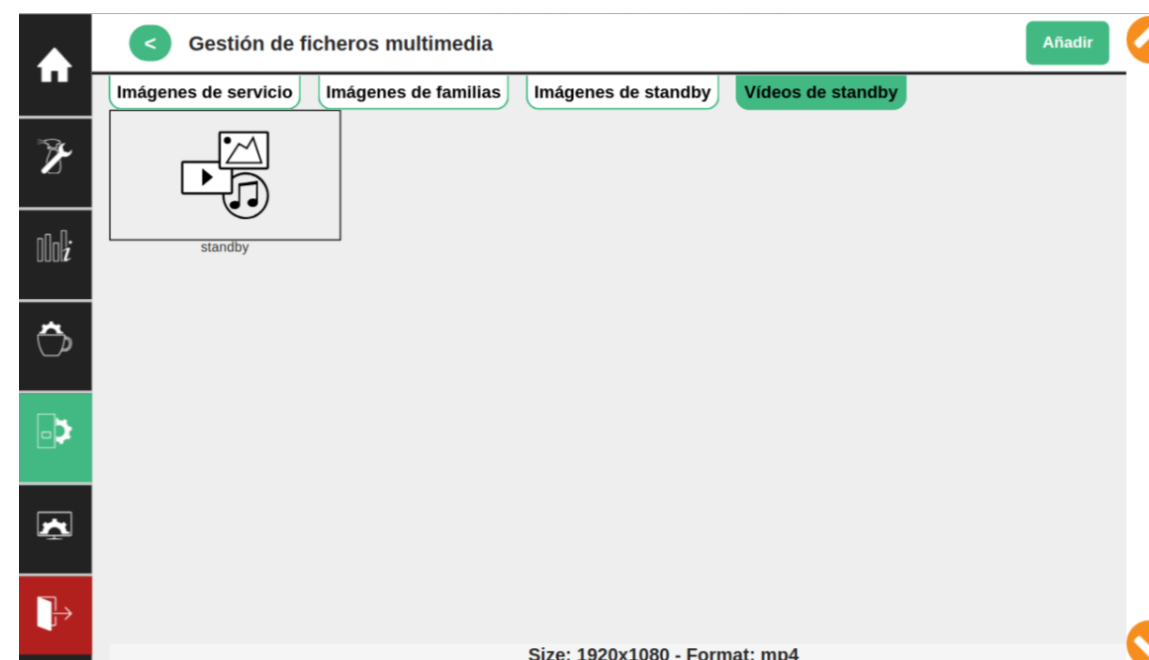 < Gestión de ficheros multimedia Añadir
Imágenes de servicio Imágenes de familias Imágenes de standby Vídeos de standby
standby
Size: 1920x1080 - Format: mp4